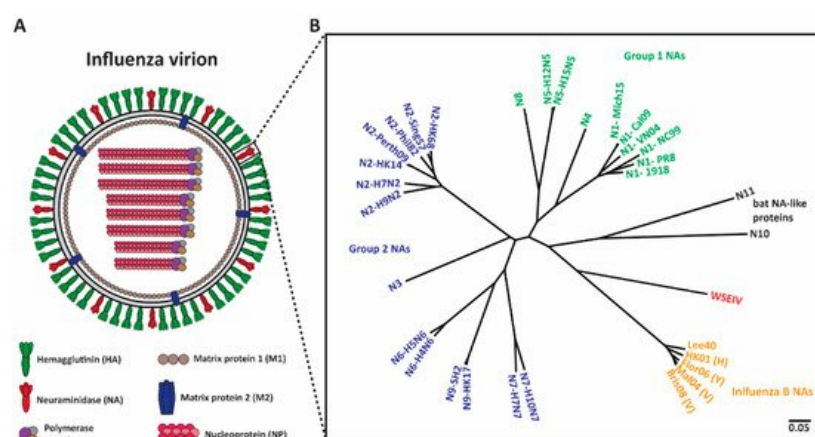 A
Influenza virion
Hemagglutinin (HA)
Neuraminidase (NA)
Polymerase
Matrix protein 1 (M1)
Matrix protein 2 (M2)
Nucleoprotein (NP)
B
Group 1 NAs
N8
N5-H12N5
N5-H15N5
N4
N1- Mich15
N1- Cal09
N1- VN04
N1- NC99
N1- PR8
N1- 1918
N11
bat NA-like
proteins
N10
WSEIV
Lee40
HK01 (H)
Jor06 (Y)
Mal04 (V)
Bris08 (V)
Influenza B NAs
N7-H10N7
N7-H7N7
N9-HK17
N9-SH2
N6-H4N6
N6-H5N6
N3
Group 2 NAs
N2-H9N2
N2-H7N2
N2-HK14
N2-Perth09
N2-Phil82
N2-Sing57
N2-HK68
0.05